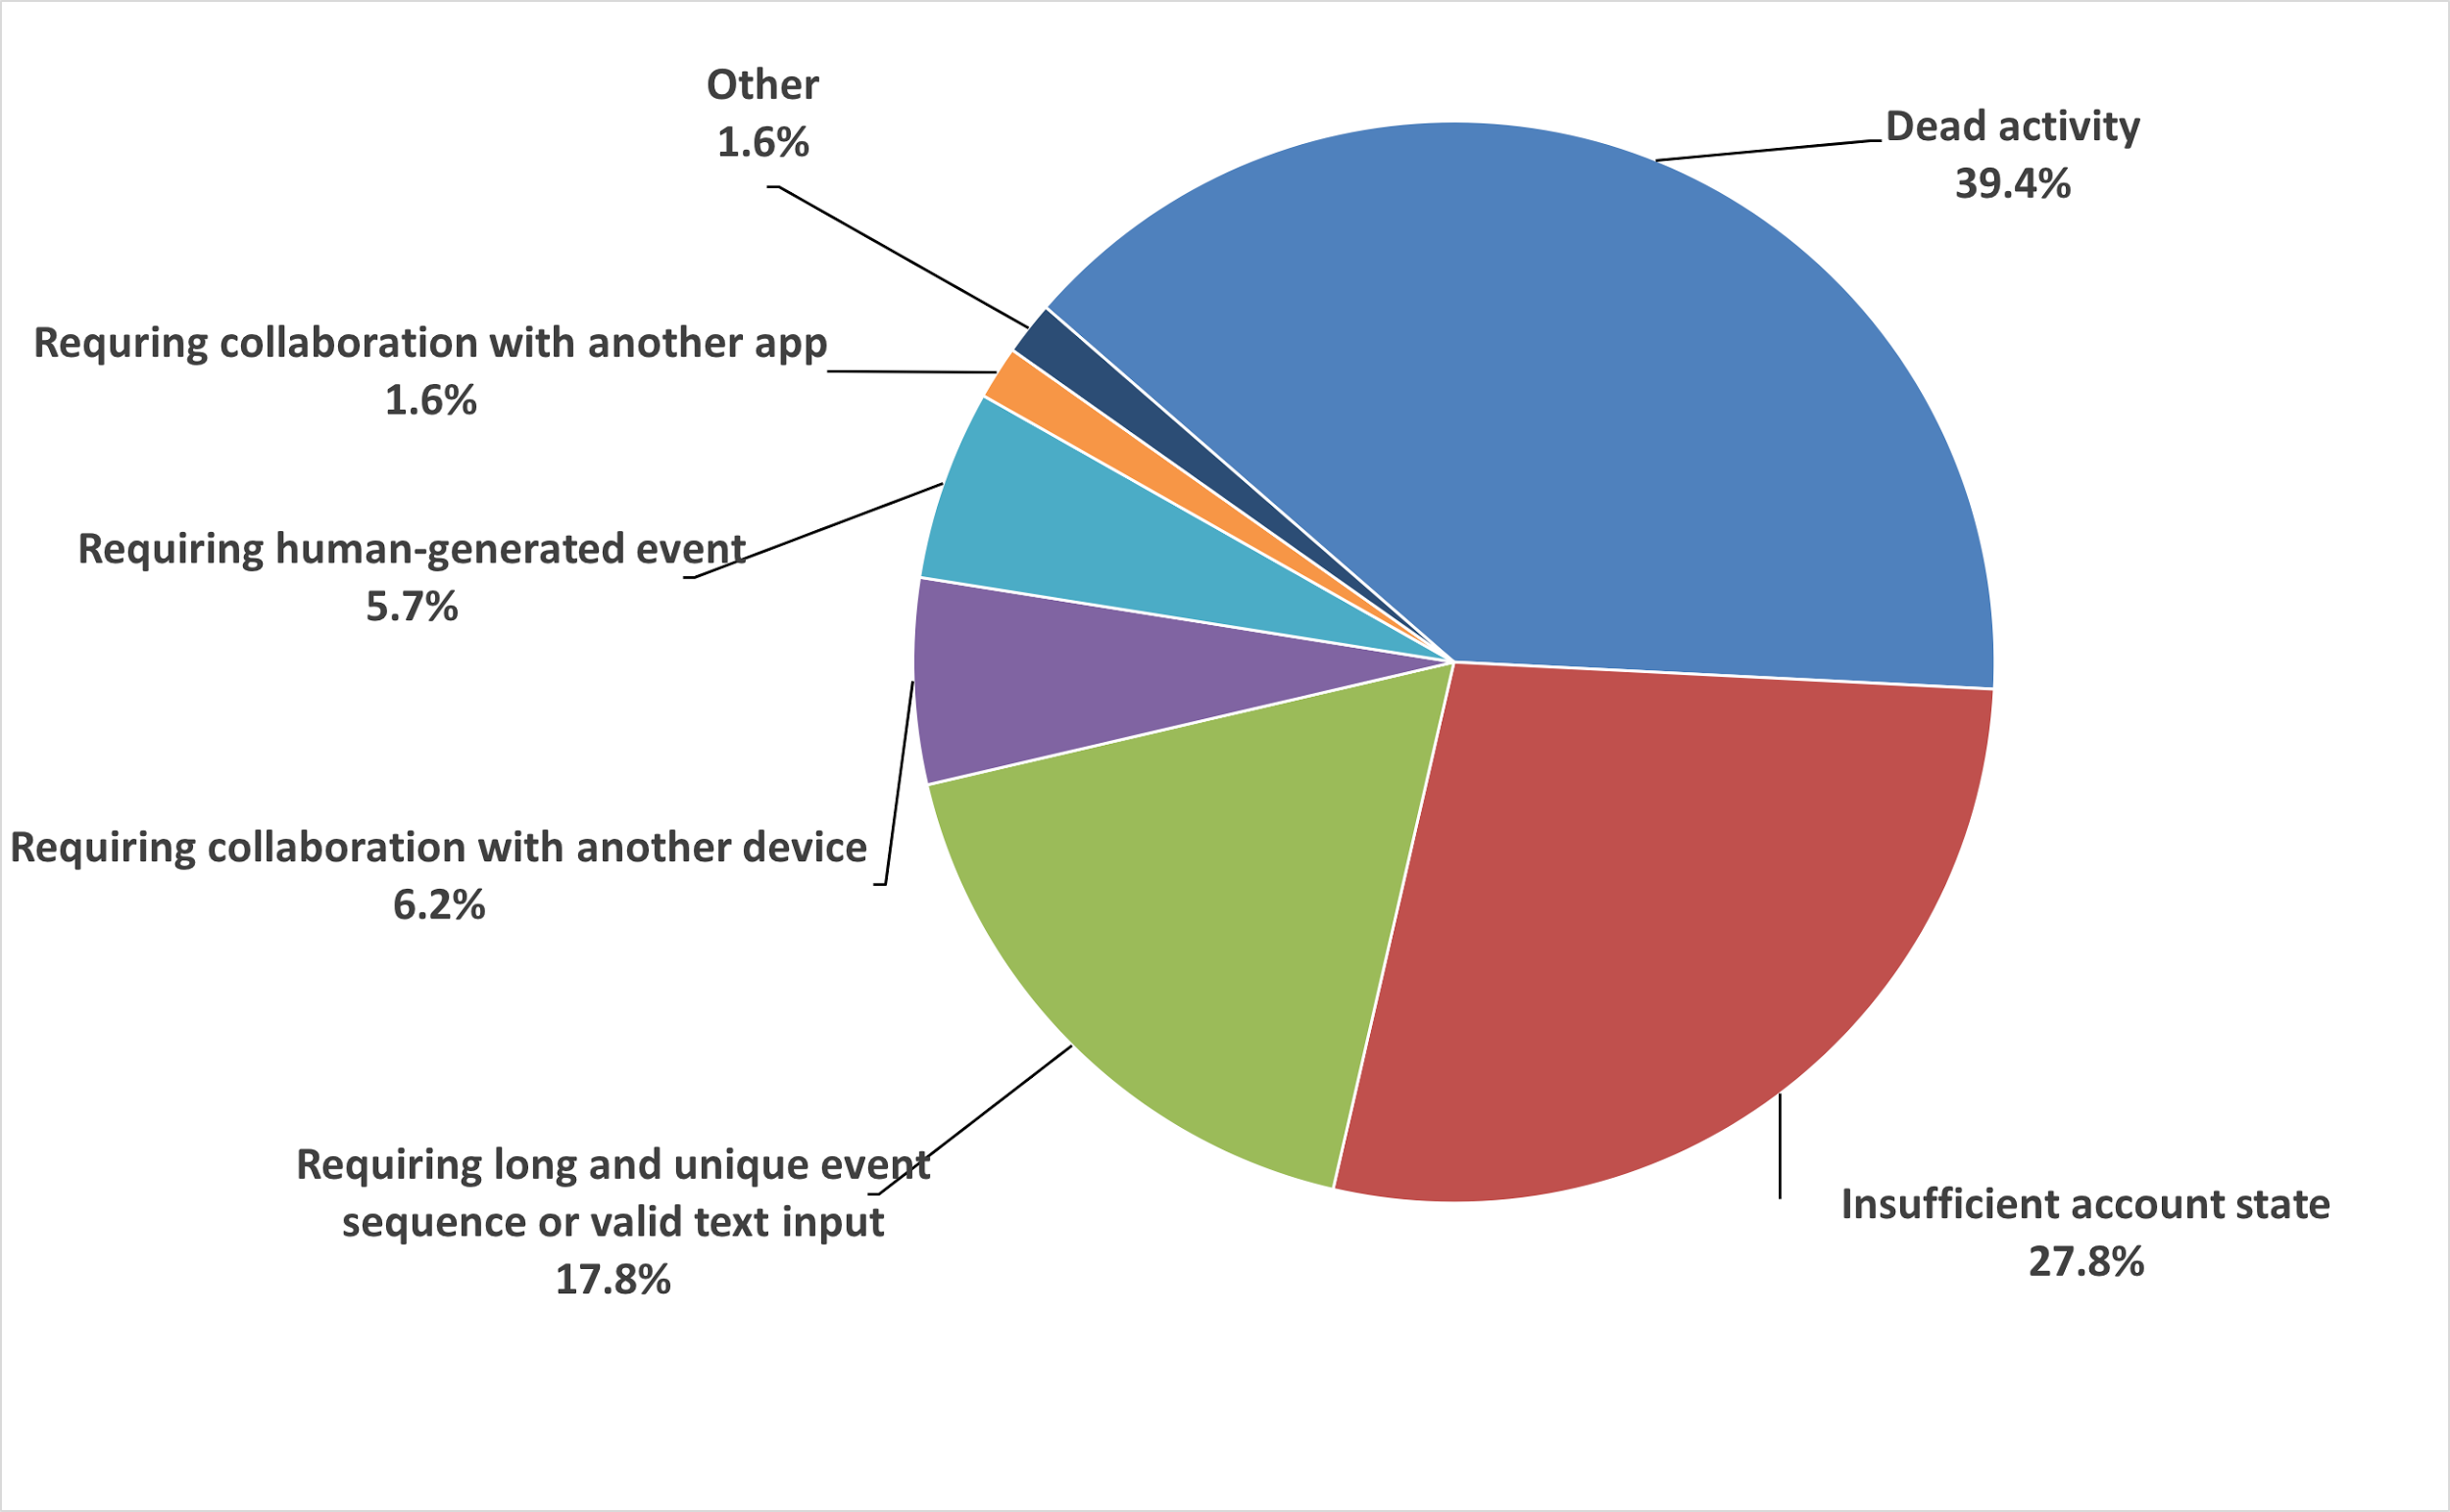 Other
1.6%
Dead activity
39.4%
Requring collaboration with another app
1.6%
Requiring human-generated event
5.7%
Requiring collaboration with another device
6.2%
Requiring long and unique event
sequence or valid text input
17.8%
Insufficient account state
27.8%